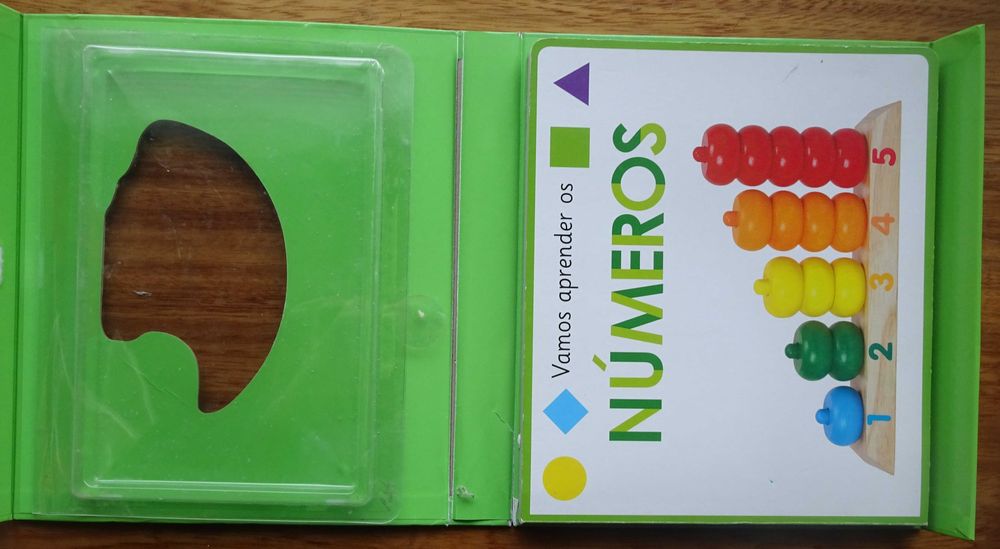 Vamos aprender os
NÚMEROS
1 2 3 4 5